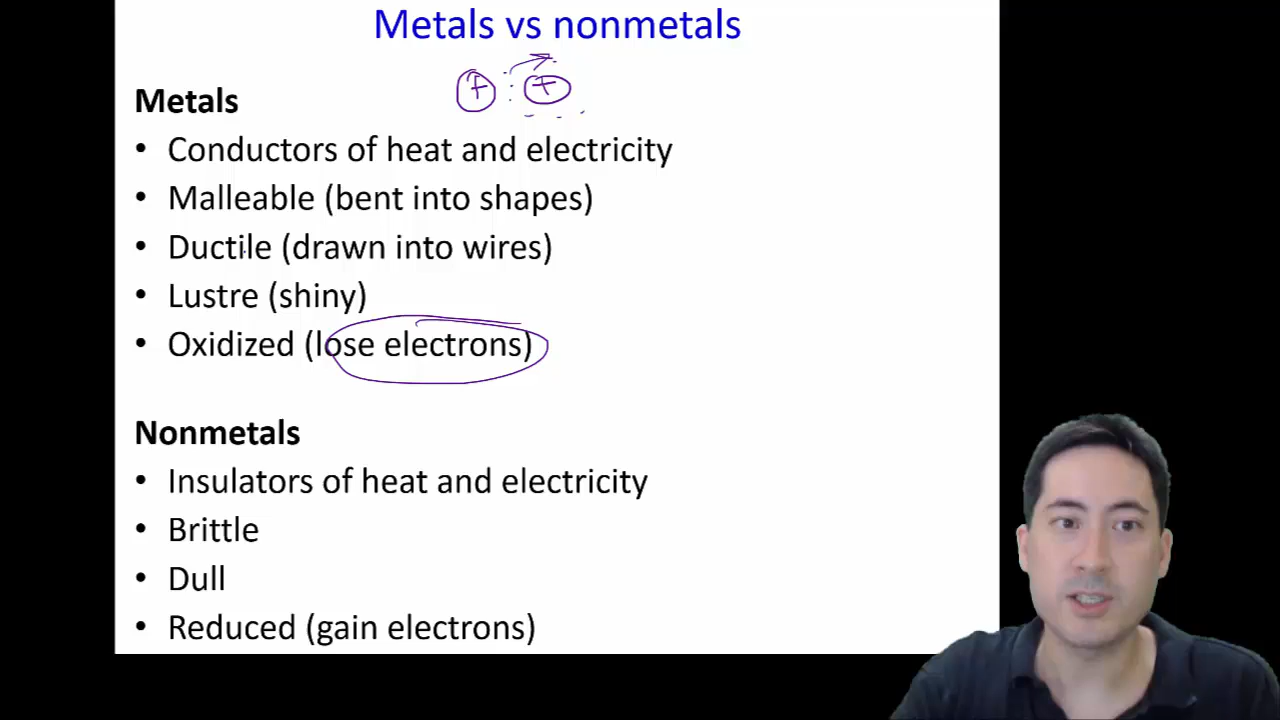 Metals vs nonmetals
+ +
Metals
• Conductors of heat and electricity
• Malleable (bent into shapes)
• Ductile (drawn into wires)
• Lustre (shiny)
• Oxidized (lose electrons)
Nonmetals
• Insulators of heat and electricity
• Brittle
• Dull
• Reduced (gain electrons)